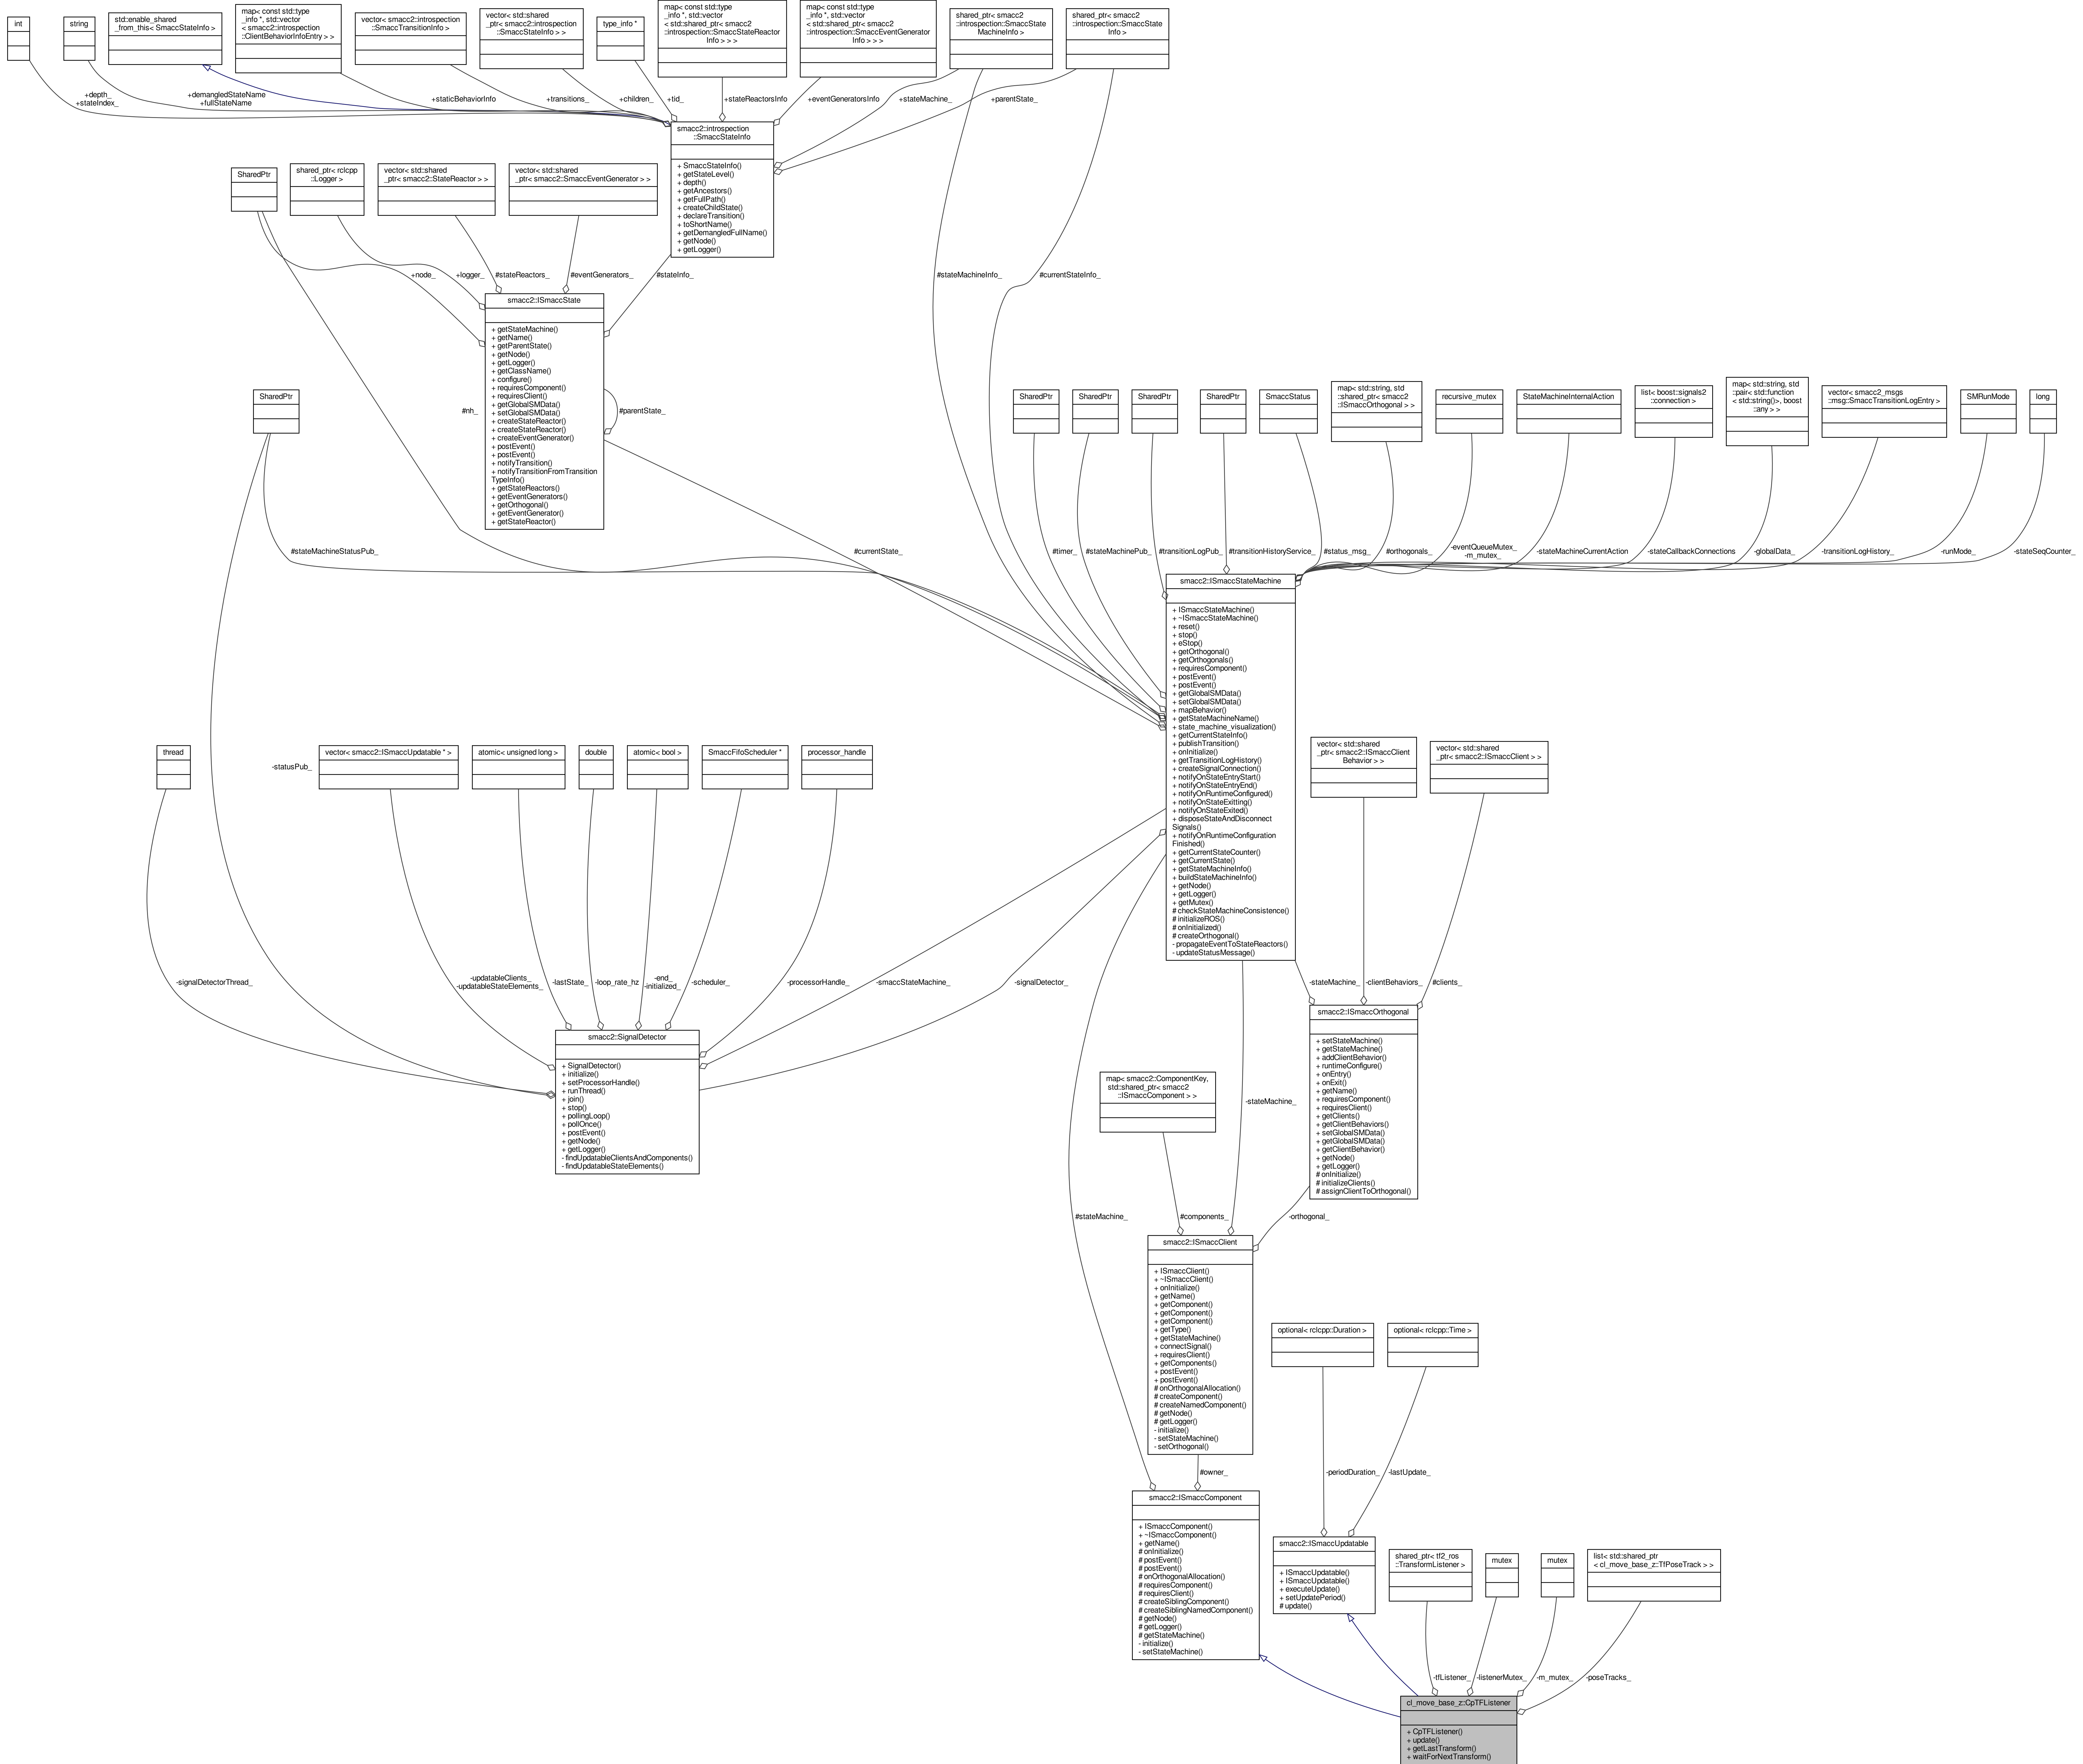 int
string
std::enable_shared
_from_this< SmaccStateInfo >
map< const std::type
_info *, std::vector
< smacc2::introspection
::ClientBehaviorInfoEntry > >
vector< smacc2::introspection
::SmaccTransitionInfo >
vector< std::shared
_ptr< smacc2::introspection
::SmaccStateInfo > >
type_info *
map< const std::type
_info *, std::vector
< std::shared_ptr< smacc2
::introspection::SmaccStateReactor
Info > > >
map< const std::type
_info *, std::vector
< std::shared_ptr< smacc2
::introspection::SmaccEventGenerator
Info > > >
shared_ptr< smacc2
::introspection::SmaccState
MachineInfo >
shared_ptr< smacc2
::introspection::SmaccState
Info >
+depth_
+stateIndex_
+demangledStateName
+fullStateName
+staticBehaviorInfo
+transitions_
+children_
+tid_
+stateReactorsInfo
+eventGeneratorsInfo
+stateMachine_
+parentState_
smacc2::introspection
::SmaccStateInfo
+ SmaccStateInfo()
+ getStateLevel()
+ depth()
+ getAncestors()
+ getFullPath()
+ createChildState()
+ declareTransition()
+ toShortName()
+ getDemangledFullName()
+ getNode()
+ getLogger()
SharedPtr
shared_ptr< rclcpp
::Logger >
vector< std::shared
_ptr< smacc2::StateReactor > >
vector< std::shared
_ptr< smacc2::SmaccEventGenerator > >
+node_
+logger_
#stateReactors_
#eventGenerators_
#stateInfo_
#stateMachineInfo_
#currentStateInfo_
smacc2::ISmaccState
+ getStateMachine()
+ getName()
+ getParentState()
+ getNode()
+ getLogger()
+ getClassName()
+ configure()
+ requiresComponent()
+ requiresClient()
+ getGlobalSMData()
+ setGlobalSMData()
+ createStateReactor()
+ createStateReactor()
+ createEventGenerator()
+ postEvent()
+ postEvent()
+ notifyTransition()
+ notifyTransitionFromTransition
TypeInfo()
+ getStateReactors()
+ getEventGenerators()
+ getOrthogonal()
+ getEventGenerator()
+ getStateReactor()
#parentState_
#nh_
SharedPtr
SharedPtr
SharedPtr
SharedPtr
SharedPtr
SmaccStatus
map< std::string, std
::shared_ptr< smacc2
::ISmaccOrthogonal > >
recursive_mutex
StateMachineInternalAction
list< boost::signals2
::connection >
map< std::string, std
::pair< std::function
< std::string()>, boost
::any > >
vector< smacc2_msgs
::msg::SmaccTransitionLogEntry >
SMRunMode
long
#stateMachineStatusPub_
#currentState_
#timer_
#stateMachinePub_
#transitionLogPub_
#transitionHistoryService_
#status_msg_
#orthogonals_
-eventQueueMutex_
-m_mutex_
-stateMachineCurrentAction
-stateCallbackConnections
-globalData_
-transitionLogHistory_
-runMode_
-stateSeqCounter_
smacc2::ISmaccStateMachine
+ ISmaccStateMachine()
+ ~ISmaccStateMachine()
+ reset()
+ stop()
+ eStop()
+ getOrthogonal()
+ getOrthogonals()
+ requiresComponent()
+ postEvent()
+ postEvent()
+ getGlobalSMData()
+ setGlobalSMData()
+ mapBehavior()
+ getStateMachineName()
+ state_machine_visualization()
+ getCurrentStateInfo()
+ publishTransition()
+ onInitialize()
+ getTransitionLogHistory()
+ createSignalConnection()
+ notifyOnStateEntryStart()
+ notifyOnStateEntryEnd()
+ notifyOnRuntimeConfigured()
+ notifyOnStateExitting()
+ notifyOnStateExited()
+ disposeStateAndDisconnect
Signals()
+ notifyOnRuntimeConfiguration
Finished()
+ getCurrentStateCounter()
+ getCurrentState()
+ getStateMachineInfo()
+ buildStateMachineInfo()
+ getNode()
+ getLogger()
+ getMutex()
# checkStateMachineConsistence()
# initializeROS()
# onInitialized()
# createOrthogonal()
- propagateEventToStateReactors()
- updateStatusMessage()
thread
-statusPub_
vector< smacc2::ISmaccUpdatable * >
atomic< unsigned long >
double
atomic< bool >
SmaccFifoScheduler *
processor_handle
vector< std::shared
_ptr< smacc2::ISmaccClient
Behavior > >
vector< std::shared
_ptr< smacc2::ISmaccClient > >
-signalDetectorThread_
-updatableClients_
-updatableStateElements_
-lastState_
-loop_rate_hz
-end_
-initialized_
-scheduler_
-processorHandle_
-smaccStateMachine_
-signalDetector_
-stateMachine_
-clientBehaviors_
#clients_
smacc2::SignalDetector
+ SignalDetector()
+ initialize()
+ setProcessorHandle()
+ runThread()
+ join()
+ stop()
+ pollingLoop()
+ pollOnce()
+ postEvent()
+ getNode()
+ getLogger()
- findUpdatableClientsAndComponents()
- findUpdatableStateElements()
smacc2::ISmaccOrthogonal
+ setStateMachine()
+ getStateMachine()
+ addClientBehavior()
+ runtimeConfigure()
+ onEntry()
+ onExit()
+ getName()
+ requiresComponent()
+ requiresClient()
+ getClients()
+ getClientBehaviors()
+ setGlobalSMData()
+ getGlobalSMData()
+ getClientBehavior()
+ getNode()
+ getLogger()
# onInitialize()
# initializeClients()
# assignClientToOrthogonal()
map< smacc2::ComponentKey,
std::shared_ptr< smacc2
::ISmaccComponent > >
-stateMachine_
#stateMachine_
#components_
-orthogonal_
smacc2::ISmaccClient
+ ISmaccClient()
+ ~ISmaccClient()
+ onInitialize()
+ getName()
+ getComponent()
+ getComponent()
+ getComponent()
+ getType()
+ getStateMachine()
+ connectSignal()
+ requiresClient()
+ getComponents()
+ postEvent()
+ postEvent()
# onOrthogonalAllocation()
# createComponent()
# createNamedComponent()
# getNode()
# getLogger()
- initialize()
- setStateMachine()
- setOrthogonal()
optional< rclcpp::Duration >
optional< rclcpp::Time >
#owner_
-periodDuration_
-lastUpdate_
smacc2::ISmaccComponent
+ ISmaccComponent()
+ ~ISmaccComponent()
+ getName()
# onInitialize()
# postEvent()
# postEvent()
# onOrthogonalAllocation()
# requiresComponent()
# requiresClient()
# createSiblingComponent()
# createSiblingNamedComponent()
# getNode()
# getLogger()
# getStateMachine()
- initialize()
- setStateMachine()
smacc2::ISmaccUpdatable
+ ISmaccUpdatable()
+ ISmaccUpdatable()
+ executeUpdate()
+ setUpdatePeriod()
# update()
shared_ptr< tf2_ros
::TransformListener >
mutex
mutex
list< std::shared_ptr
< cl_move_base_z::TfPoseTrack > >
-tfListener_
-listenerMutex_
-m_mutex_
-poseTracks_
cl_move_base_z::CpTFListener
+ CpTFListener()
+ update()
+ getLastTransform()
+ waitForNextTransform()